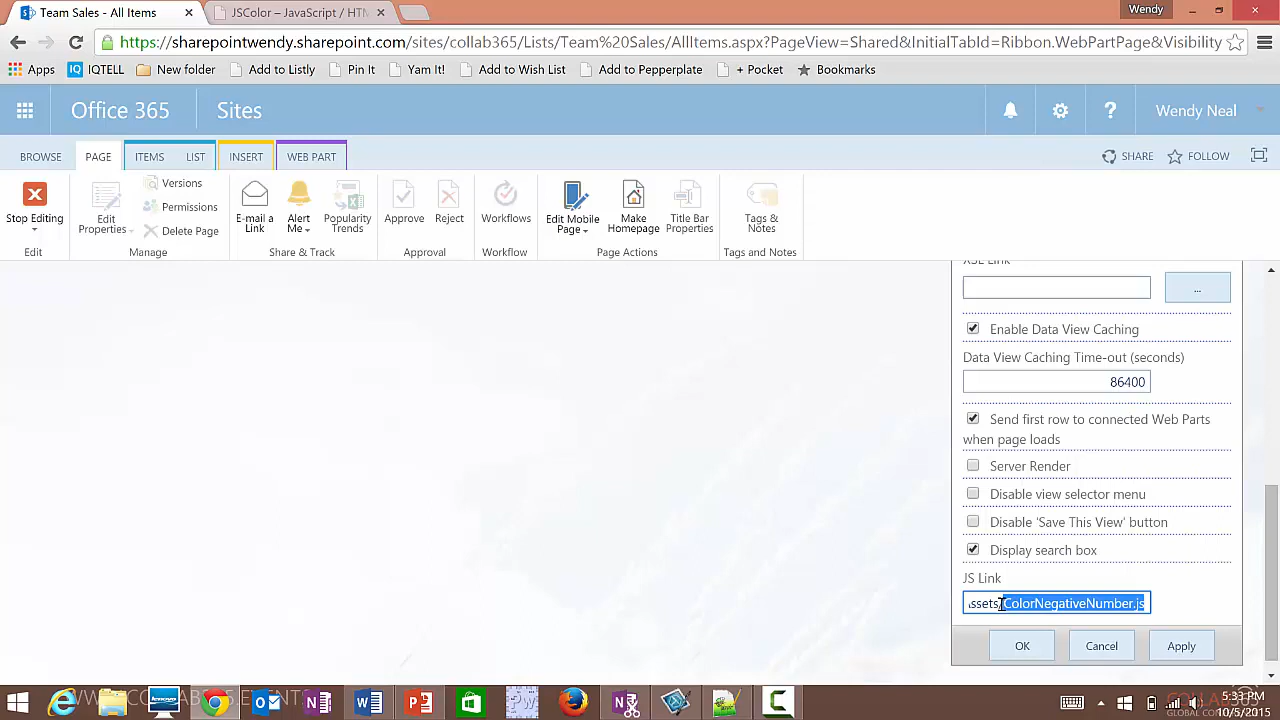 Team Sales - All Items
JSColor – JavaScript / HTM
Wendy
https://sharepointwendy.sharepoint.com/sites/collab365/Lists/Team%20Sales/AllItems.aspx?PageView=Shared&InitialTabId=Ribbon.WebPartPage&Visibility
Apps
IQ IQTELL
New folder
Add to Listly
Pin It
Yam It!
Add to Wish List
Add to Pepperplate
+ Pocket
Bookmarks
Office 365
Sites
?
Wendy Neal
BROWSE
PAGE
ITEMS
LIST
INSERT
WEB PART
SHARE
FOLLOW
Stop Editing
Edit Properties
Versions
Permissions
Delete Page
E-mail a Link
Alert Me
Popularity Trends
Approve
Reject
Workflows
Edit Mobile Page
Make Homepage
Title Bar Properties
Tags & Notes
Edit
Manage
Share & Track
Approval
Workflow
Page Actions
Tags and Notes
XSL Link
...
Enable Data View Caching
Data View Caching Time-out (seconds)
86400
Send first row to connected Web Parts
when page loads
Server Render
Disable view selector menu
Disable 'Save This View' button
Display search box
JS Link
ssets/ColorNegativeNumber.js
OK
Cancel
Apply
5:33 PM
10/5/2015